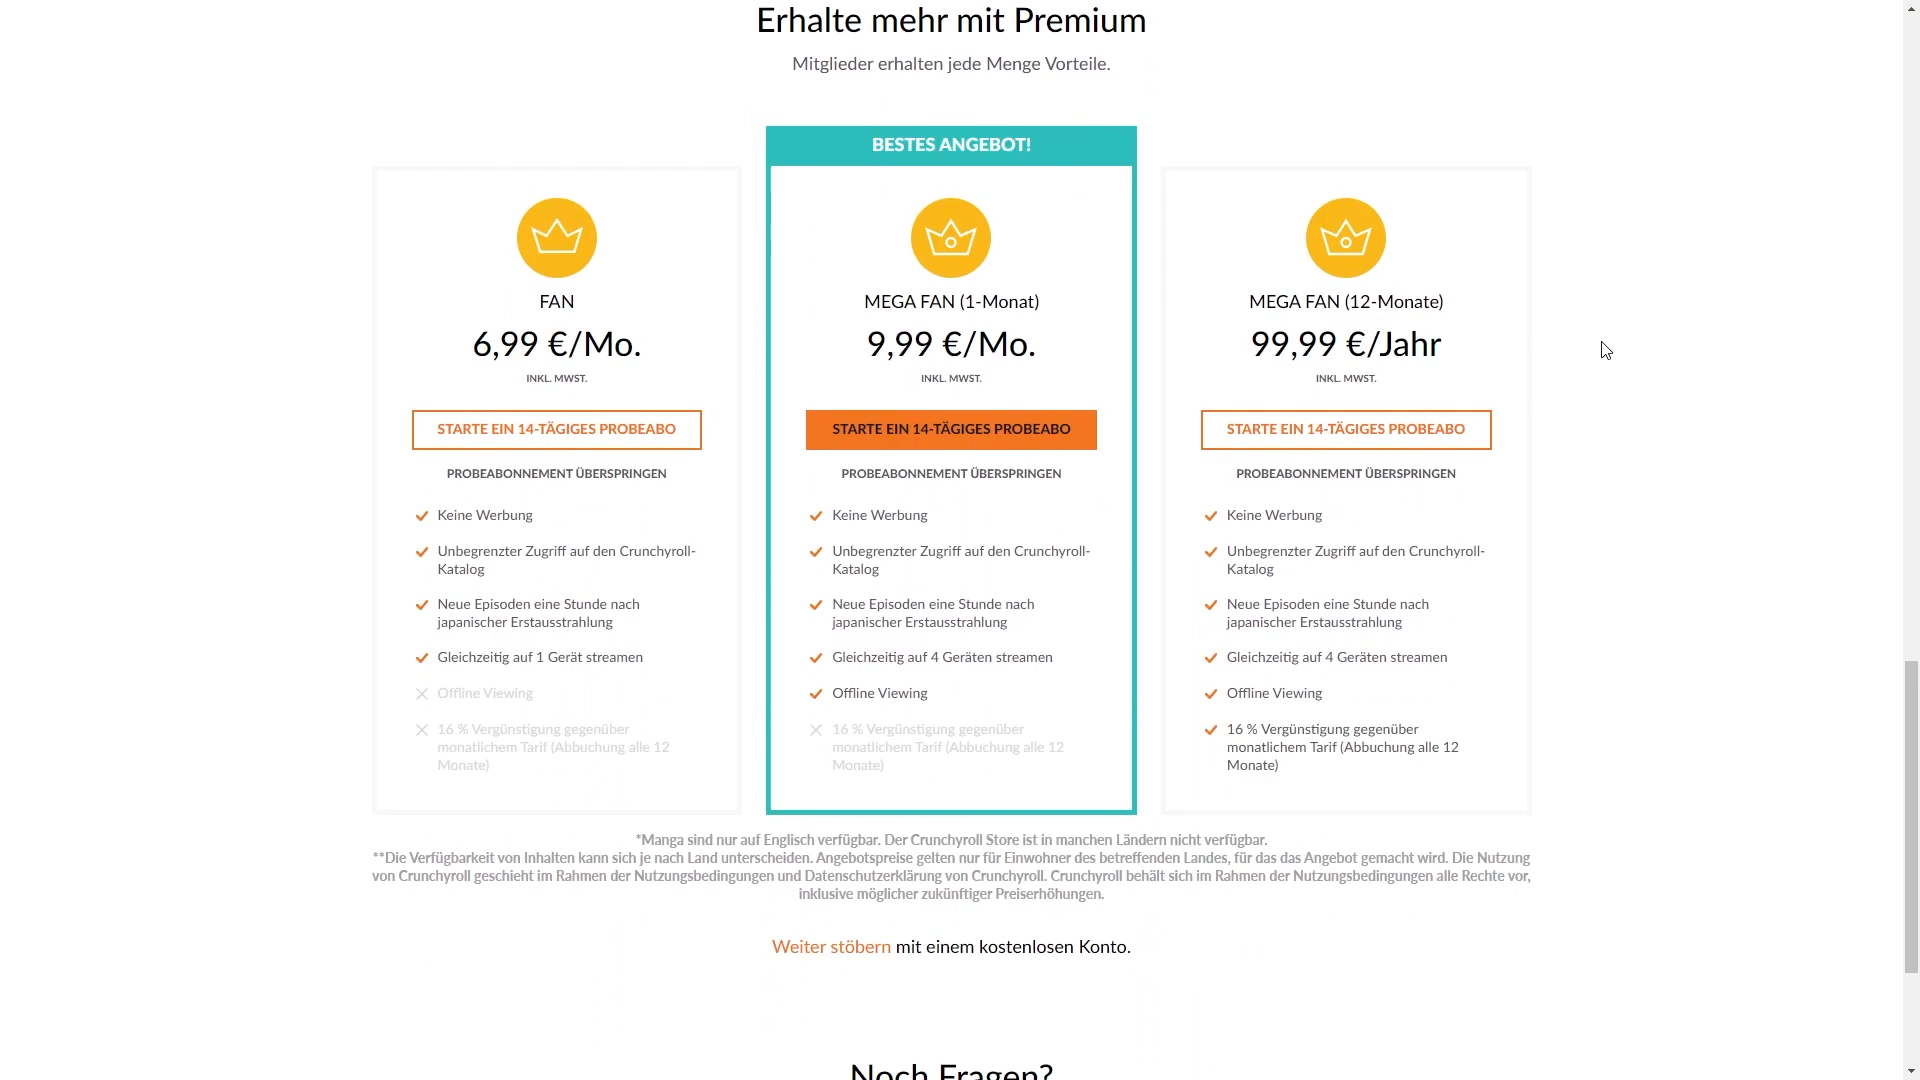 Erhalte mehr mit Premium
Mitglieder erhalten jede Menge Vorteile.
FAN
6,99 €/Mo.
INKL. MWST.
STARTE EIN 14-TÄGIGES PROBEABO
PROBEABONNEMENT ÜBERSPRINGEN
Keine Werbung
Unbegrenzter Zugriff auf den Crunchyroll-
Katalog
Neue Episoden eine Stunde nach
japanischer Erstausstrahlung
Gleichzeitig auf 1 Gerät streamen
Offline Viewing
16 % Vergünstigung gegenüber
monatlichem Tarif (Abbuchung alle 12
Monate)
BESTES ANGEBOT!
MEGA FAN (1-Monat)
9,99 €/Mo.
INKL. MWST.
STARTE EIN 14-TÄGIGES PROBEABO
PROBEABONNEMENT ÜBERSPRINGEN
Keine Werbung
Unbegrenzter Zugriff auf den Crunchyroll-
Katalog
Neue Episoden eine Stunde nach
japanischer Erstausstrahlung
Gleichzeitig auf 4 Geräten streamen
Offline Viewing
16 % Vergünstigung gegenüber
monatlichem Tarif (Abbuchung alle 12
Monate)
MEGA FAN (12-Monate)
99,99 €/Jahr
INKL. MWST.
STARTE EIN 14-TÄGIGES PROBEABO
PROBEABONNEMENT ÜBERSPRINGEN
Keine Werbung
Unbegrenzter Zugriff auf den Crunchyroll-
Katalog
Neue Episoden eine Stunde nach
japanischer Erstausstrahlung
Gleichzeitig auf 4 Geräten streamen
Offline Viewing
16 % Vergünstigung gegenüber
monatlichem Tarif (Abbuchung alle 12
Monate)
*Manga sind nur auf Englisch verfügbar. Der Crunchyroll Store ist in manchen Ländern nicht verfügbar.
**Die Verfügbarkeit von Inhalten kann sich je nach Land unterscheiden. Angebotspreise gelten nur für Einwohner des betreffenden Landes, für das das Angebot gemacht wird. Die Nutzung
von Crunchyroll geschieht im Rahmen der Nutzungsbedingungen und Datenschutzerklärung von Crunchyroll. Crunchyroll behält sich im Rahmen der Nutzungsbedingungen alle Rechte vor,
inklusive möglicher zukünftiger Preiserhöhungen.
Weiter stöbern mit einem kostenlosen Konto.
Noch Fragen?